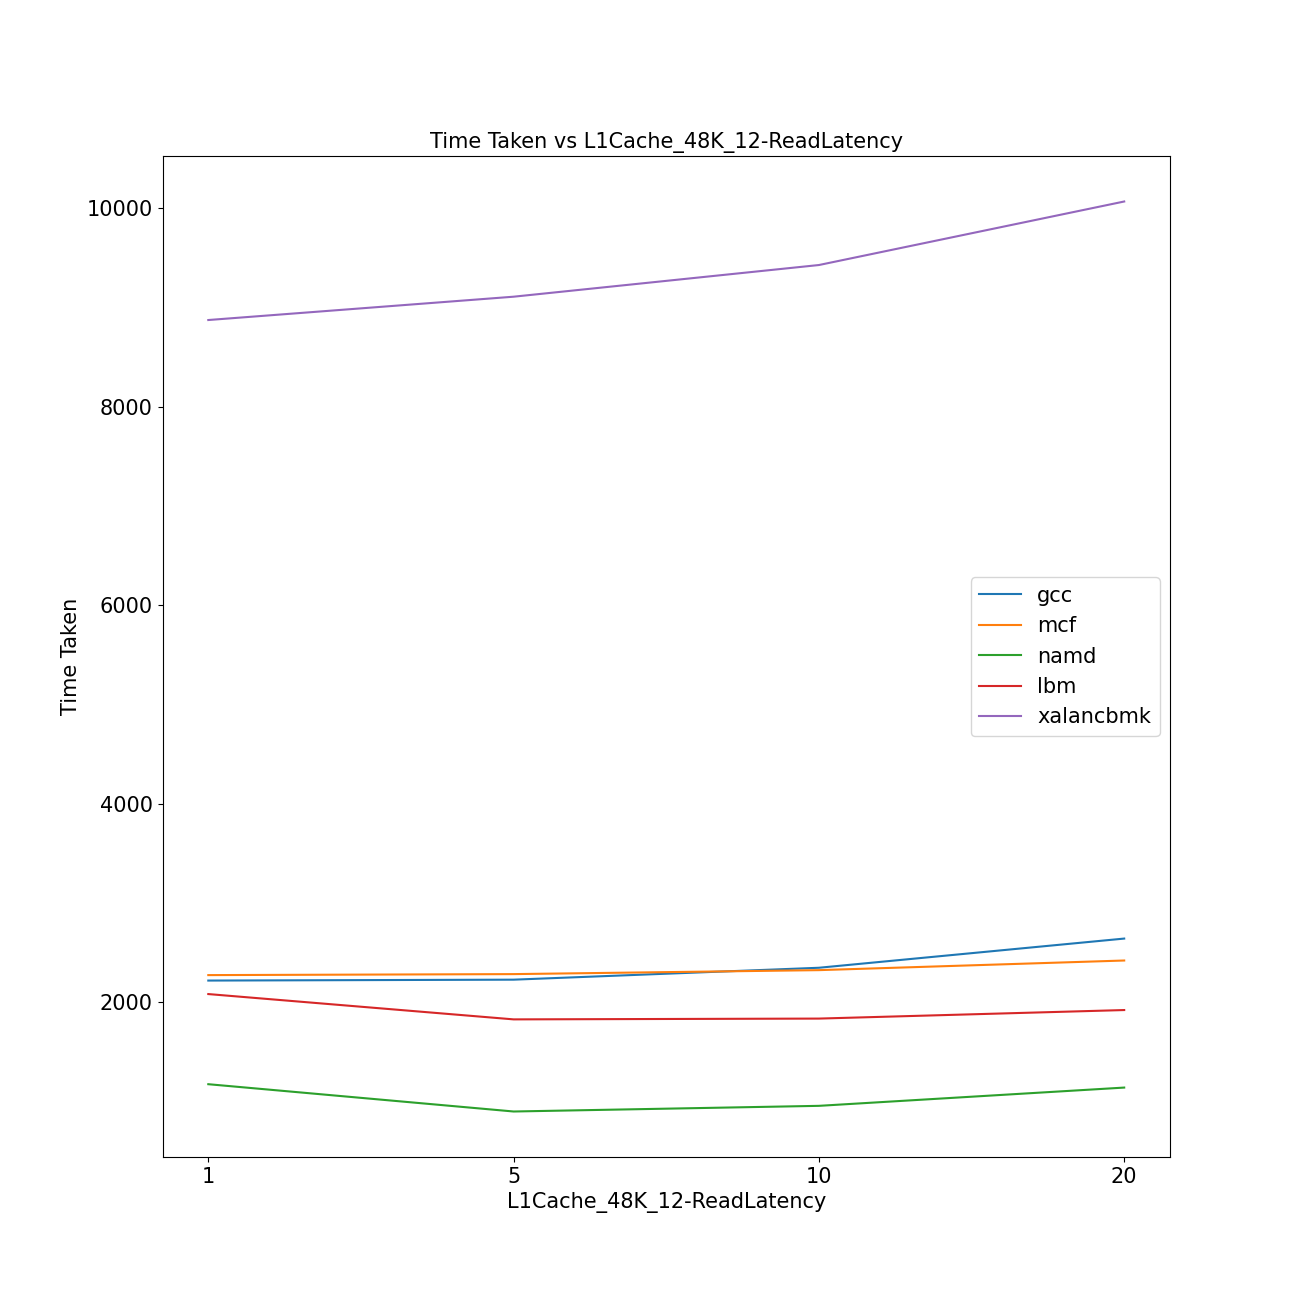 Time Taken vs L1Cache_48K_12-ReadLatency
10000
8000
6000
4000
2000
Time Taken
gcc
mcf
namd
lbm
xalancbmk
1 5 10 20
L1Cache_48K_12-ReadLatency